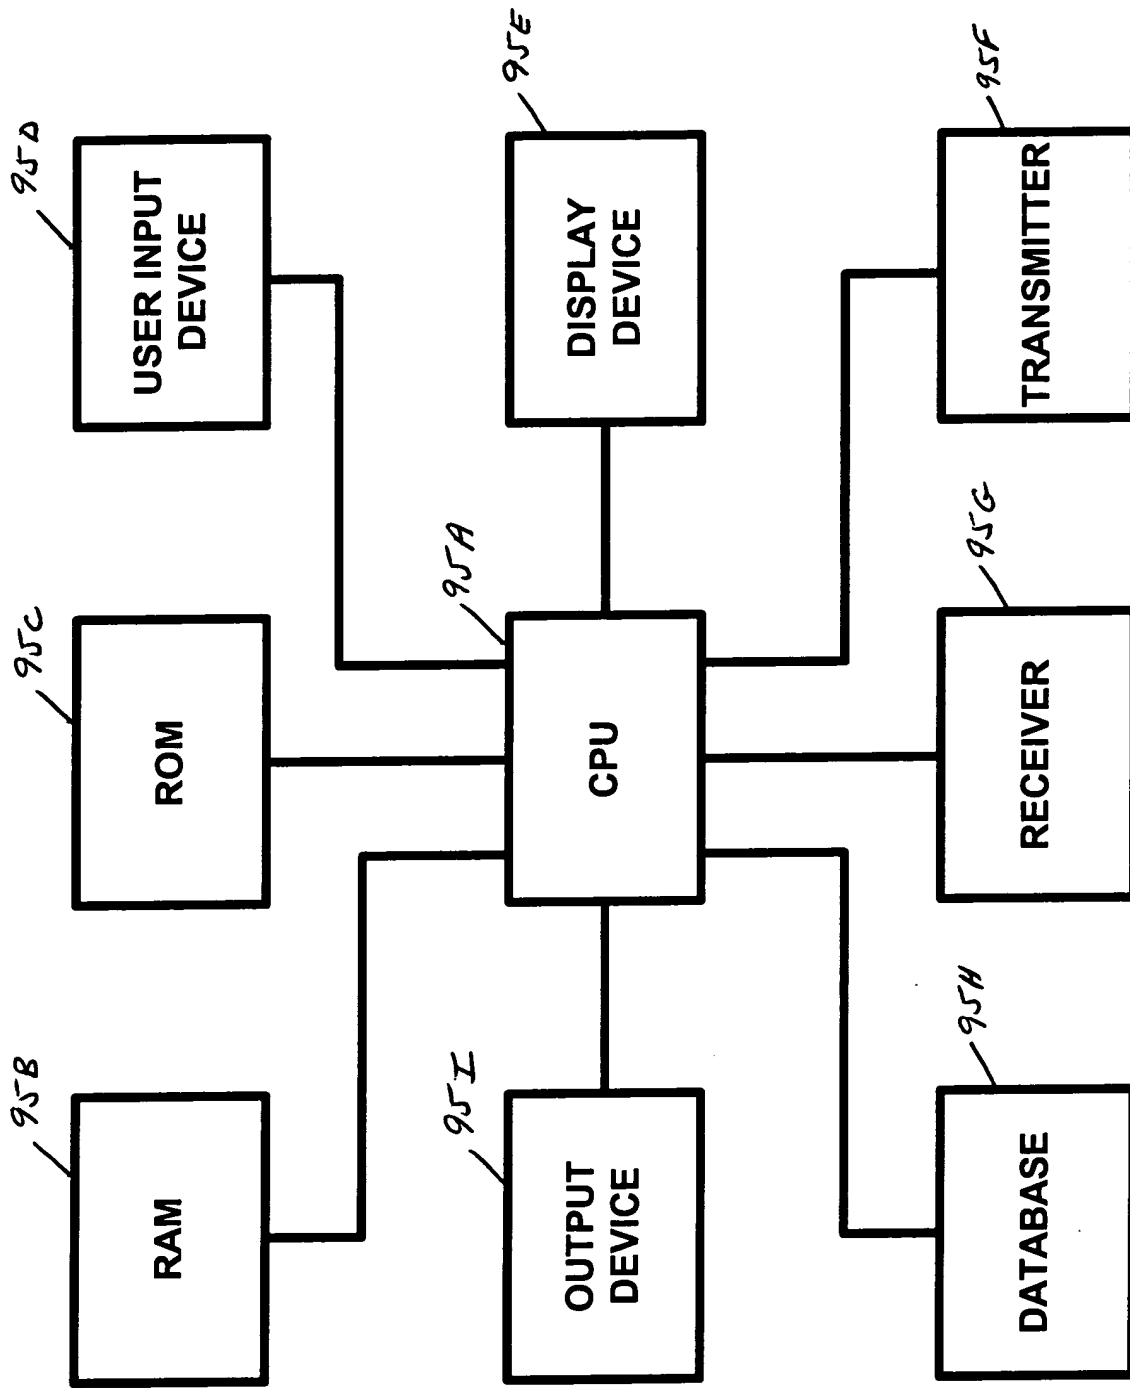 95B
RAM
95C
ROM
95D
USER INPUT
DEVICE
95I
OUTPUT
DEVICE
95A
CPU
95E
DISPLAY
DEVICE
95H
DATABASE
95G
RECEIVER
95F
TRANSMITTER